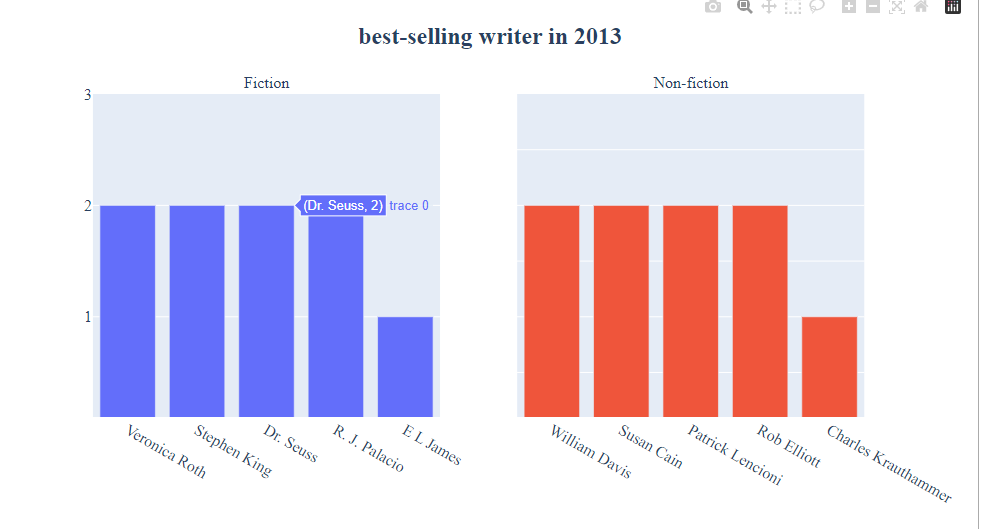 best-selling writer in 2013
Fiction
Non-fiction
3
2
1
(Dr. Seuss, 2) trace 0
Veronica Roth
Stephen King
Dr. Seuss
R. J. Palacio
E L James
William Davis
Susan Cain
Patrick Lencioni
Rob Elliott
Charles Krauthammer